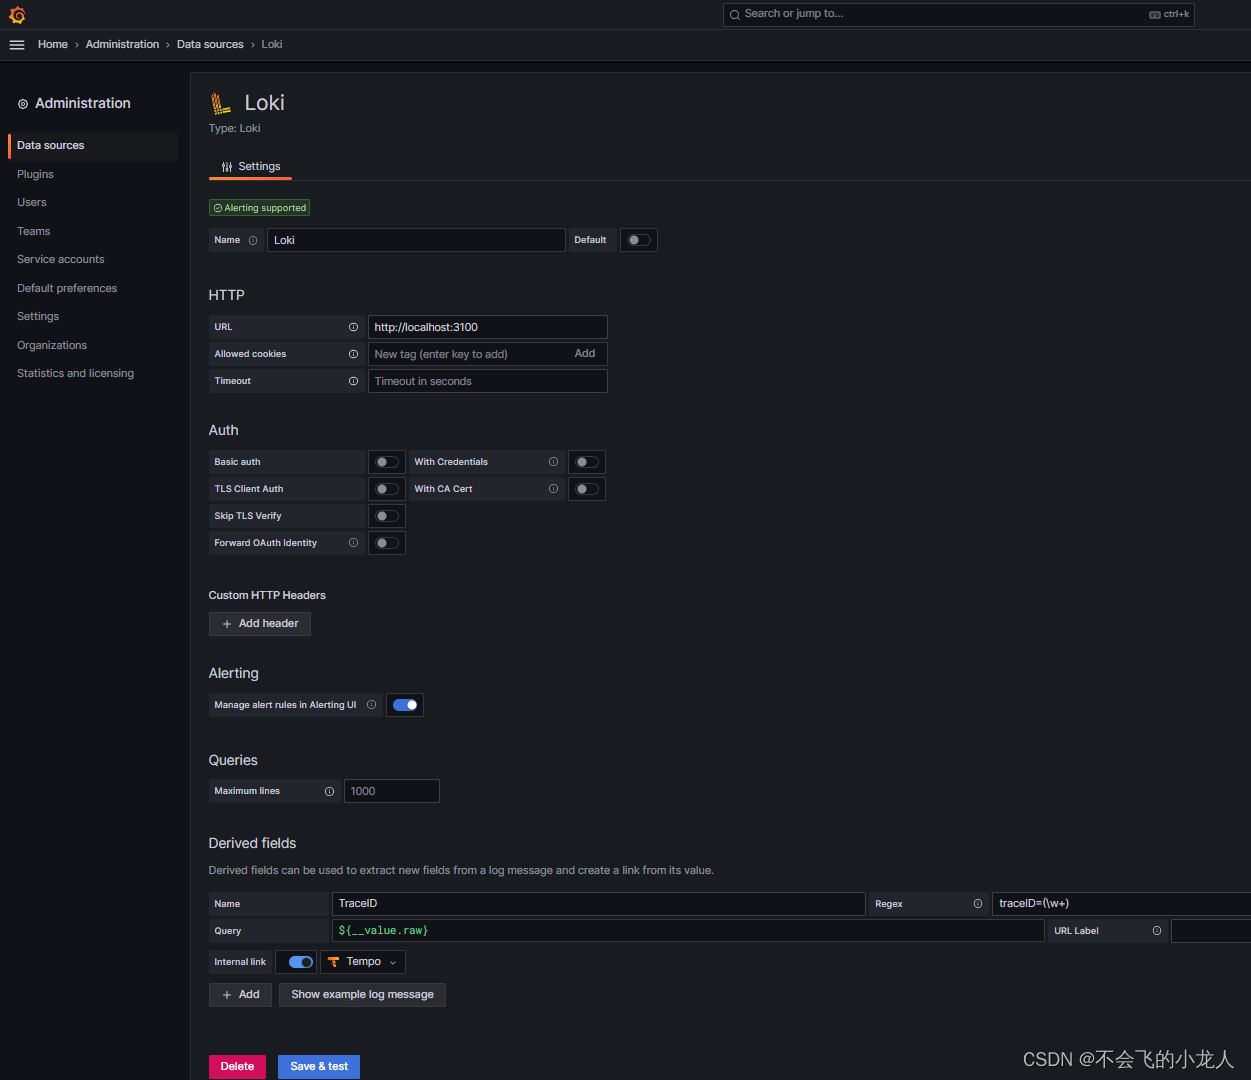 Search or jump to...
ctrl+k
Home › Administration › Data sources › Loki
Administration
Data sources
Plugins
Users
Teams
Service accounts
Default preferences
Settings
Organizations
Statistics and licensing
Loki
Type: Loki
Settings
Alerting supported
Name Loki Default
HTTP
URL http://localhost:3100
Allowed cookies New tag (enter key to add) Add
Timeout Timeout in seconds
Auth
Basic auth With Credentials
TLS Client Auth With CA Cert
Skip TLS Verify
Forward OAuth Identity
Custom HTTP Headers
+ Add header
Alerting
Manage alert rules in Alerting UI
Queries
Maximum lines 1000
Derived fields
Derived fields can be used to extract new fields from a log message and create a link from its value.
Name TraceID Regex traceID=(\w+)
Query ${__value.raw} URL Label
Internal link Tempo
+ Add Show example log message
Delete Save & test
CSDN @不会飞的小龙人